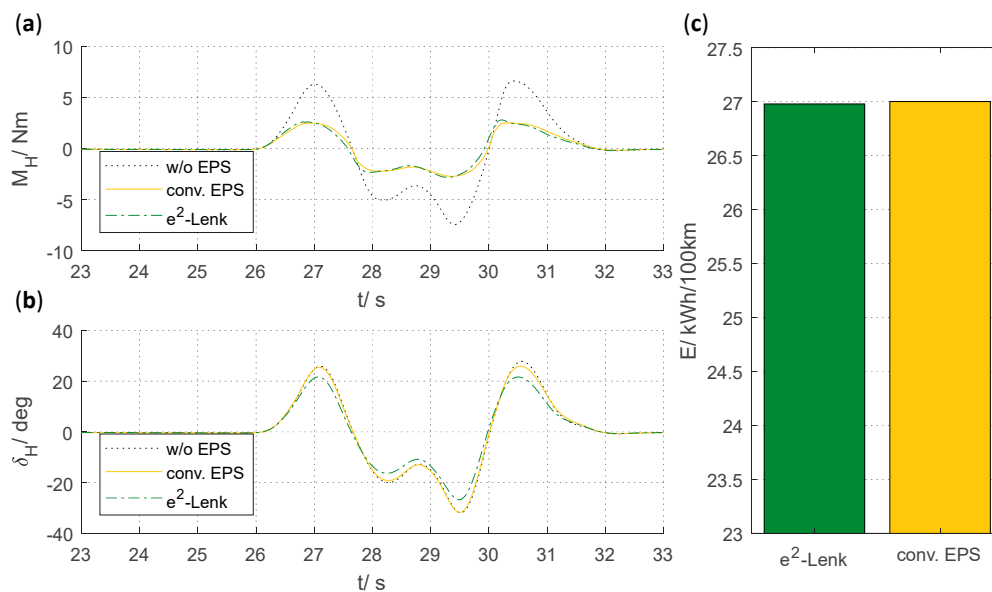 (a)
10
5
0
-5
-10
M_H/ Nm
w/o EPS
conv. EPS
e²-Lenk
23 24 25 26 27 28 29 30 31 32 33
t/ s
(b)
40
20
0
-20
-40
δ_H/ deg
w/o EPS
conv. EPS
e²-Lenk
23 24 25 26 27 28 29 30 31 32 33
t/ s
(c)
27.5
27
26.5
26
25.5
25
24.5
24
23.5
23
E/ kWh/100km
e²-Lenk conv. EPS